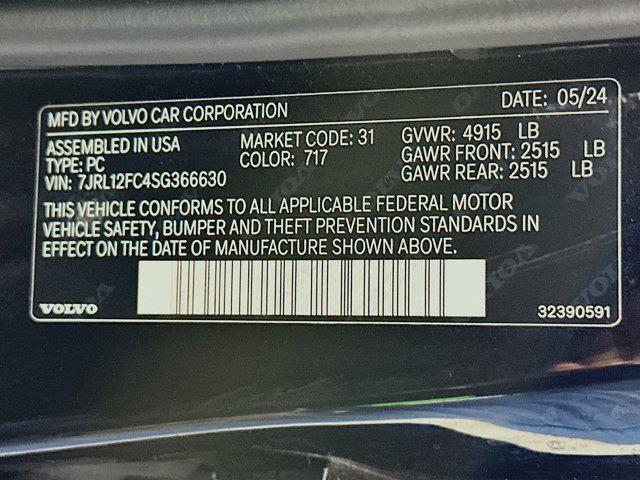 MFD BY VOLVO CAR CORPORATION DATE: 05/24
ASSEMBLED IN USA MARKET CODE: 31 GVWR: 4915 LB
TYPE: PC COLOR: 717 GAWR FRONT: 2515 LB
VIN: 7JRL12FC4SG366630 GAWR REAR: 2515 LB
THIS VEHICLE CONFORMS TO ALL APPLICABLE FEDERAL MOTOR
VEHICLE SAFETY, BUMPER AND THEFT PREVENTION STANDARDS IN
EFFECT ON THE DATE OF MANUFACTURE SHOWN ABOVE.
VOLVO 32390591